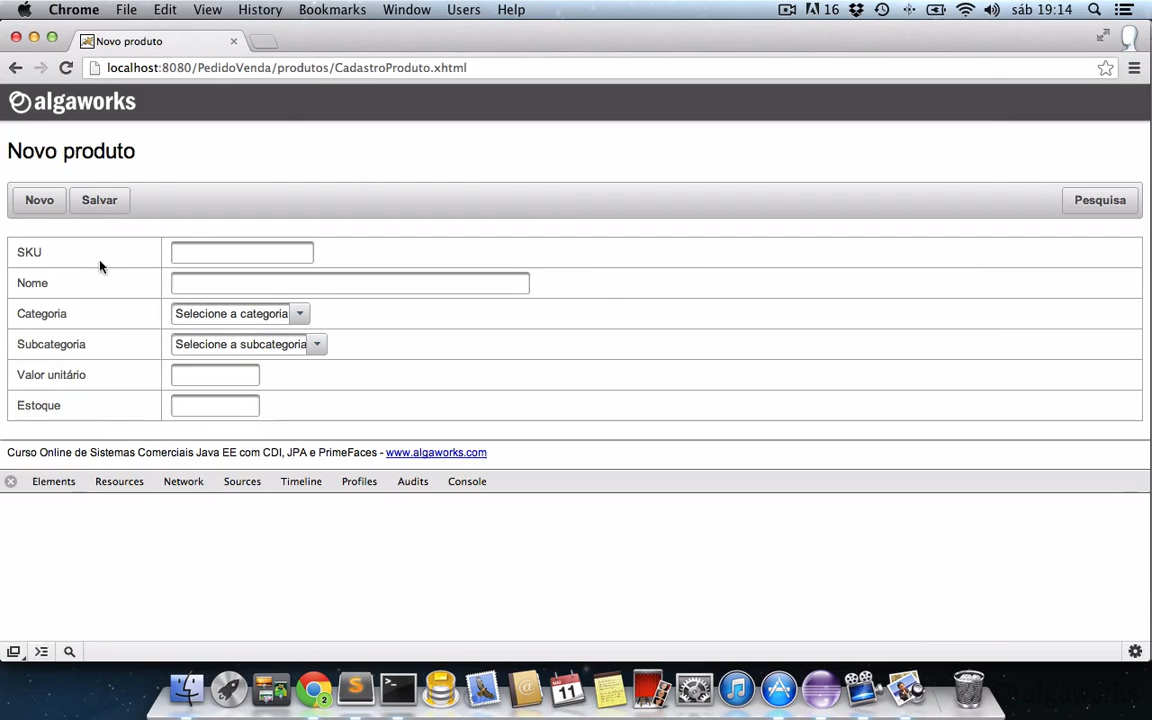 Chrome File Edit View History Bookmarks Window Users Help 16 sáb 19:14
Novo produto
localhost:8080/PedidoVenda/produtos/CadastroProduto.xhtml
algaworks
Novo produto
Novo Salvar Pesquisa
SKU
Nome
Categoria Selecione a categoria
Subcategoria Selecione a subcategoria
Valor unitário
Estoque
Curso Online de Sistemas Comerciais Java EE com CDI, JPA e PrimeFaces - www.algaworks.com
Elements Resources Network Sources Timeline Profiles Audits Console
2
11